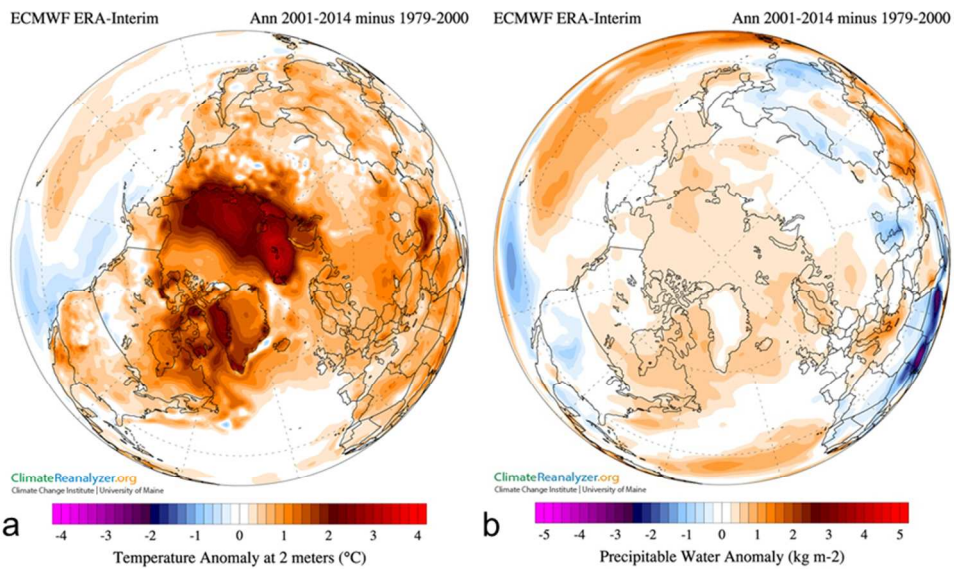 ECMWF ERA-Interim Ann 2001-2014 minus 1979-2000
ClimateReanalyzer.org
Climate Change Institute | University of Maine
a
-4 -3 -2 -1 0 1 2 3 4
Temperature Anomaly at 2 meters (°C)
ECMWF ERA-Interim Ann 2001-2014 minus 1979-2000
ClimateReanalyzer.org
Climate Change Institute | University of Maine
b
-5 -4 -3 -2 -1 0 1 2 3 4 5
Precipitable Water Anomaly (kg m-2)